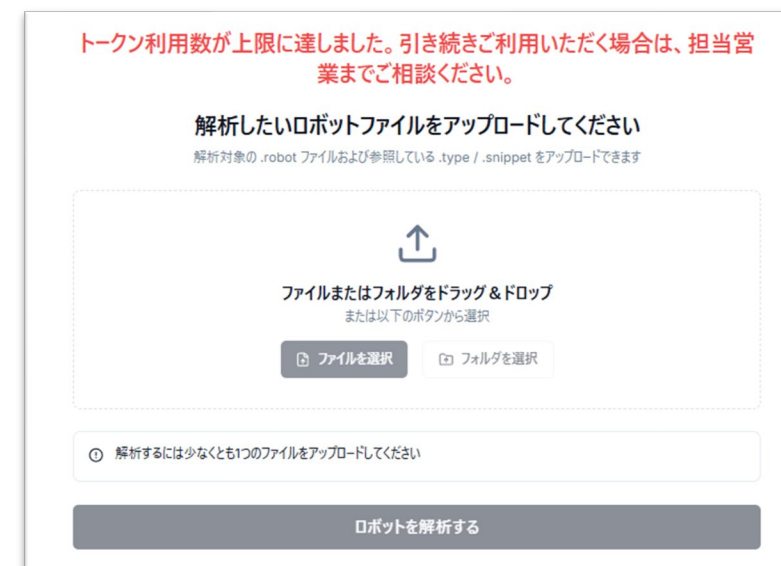 トークン利用数が上限に達しました。引き続きご利用いただく場合は、担当営
業までご相談ください。
解析したいロボットファイルをアップロードしてください
解析対象の .robot ファイルおよび参照している .type / .snippet をアップロードできます
ファイルまたはフォルダをドラッグ＆ドロップ
または以下のボタンから選択
ファイルを選択
フォルダを選択
解析するには少なくとも1つのファイルをアップロードしてください
ロボットを解析する